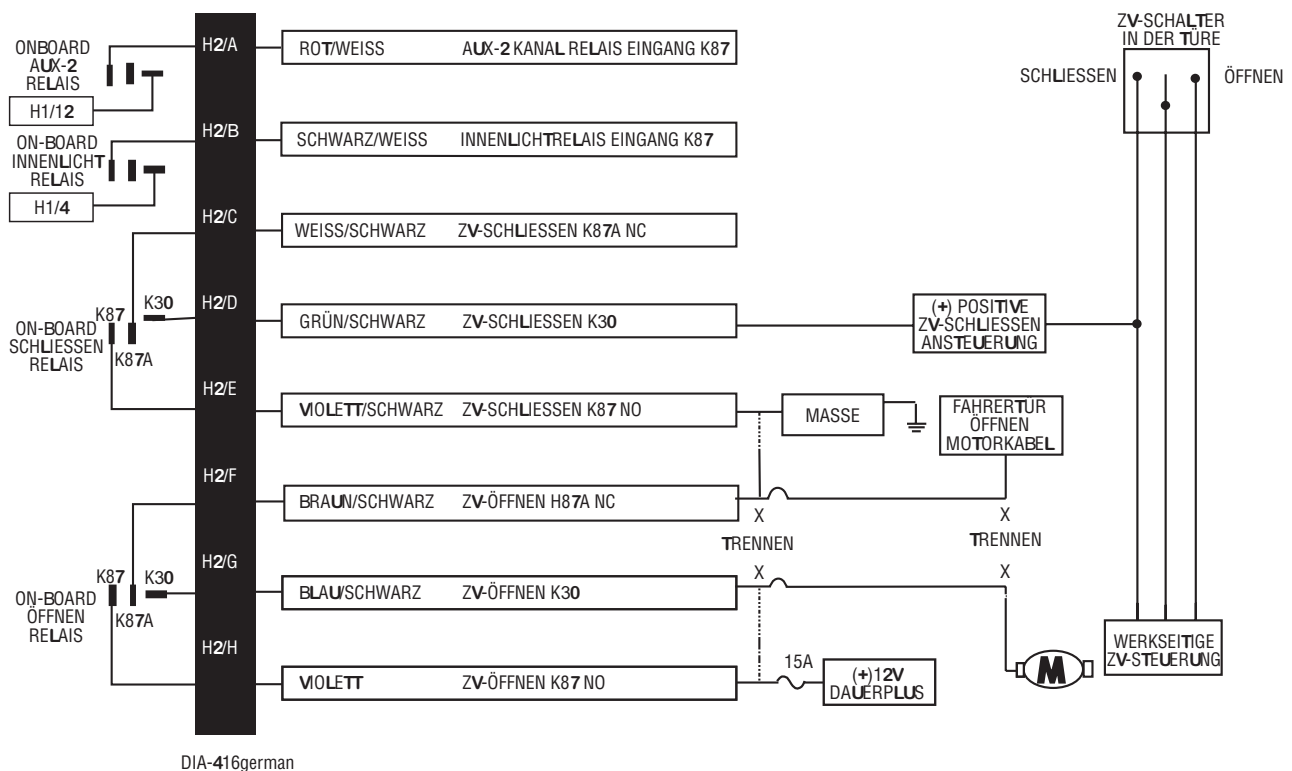 ZV-SCHALTER
IN DER TÜRE
SCHLIESSEN
ÖFFNEN
ONBOARD
AUX-2
RELAIS
H1/12
H2/A
ROT/WEISS AUX-2 KANAL RELAIS EINGANG K87
ON-BOARD
INNENLICHT
RELAIS
H1/4
H2/B
SCHWARZ/WEISS INNENLICHTRELAIS EINGANG K87
H2/C
WEISS/SCHWARZ ZV-SCHLIESSEN K87A NC
K87
K30
K87A
ON-BOARD
SCHLIESSEN
RELAIS
H2/D
GRÜN/SCHWARZ ZV-SCHLIESSEN K30
(+) POSITIVE
ZV-SCHLIESSEN
ANSTEUERUNG
H2/E
VIOLETT/SCHWARZ ZV-SCHLIESSEN K87 NO
MASSE
FAHRERTÜR
ÖFFNEN
MOTORKABEL
H2/F
BRAUN/SCHWARZ ZV-ÖFFNEN H87A NC
X
X
TRENNEN
TRENNEN
X
X
K87
K30
K87A
ON-BOARD
ÖFFNEN
RELAIS
H2/G
BLAU/SCHWARZ ZV-ÖFFNEN K30
H2/H
VIOLETT ZV-ÖFFNEN K87 NO
15A
(+)12V
DAUERPLUS
M
WERKSEITIGE
ZV-STEUERUNG
DIA-416german